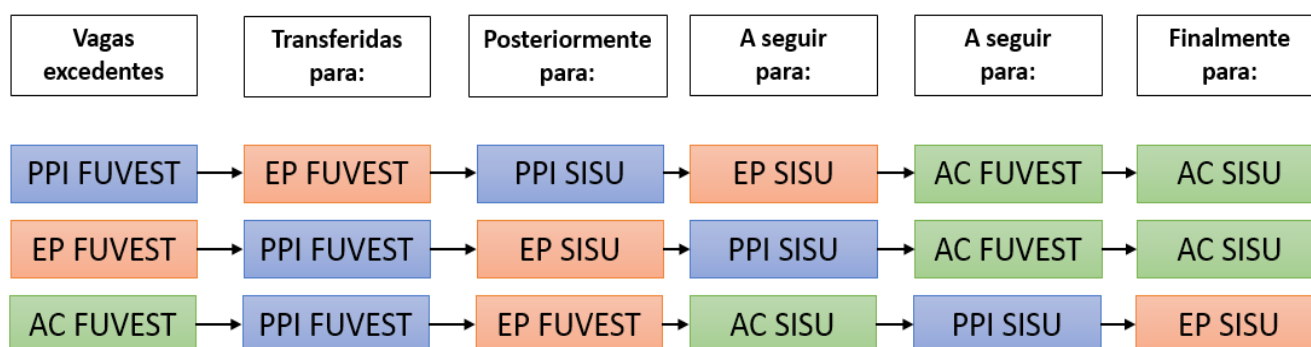 Vagas
excedentes
Transferidas
para:
Posteriormente
para:
A seguir
para:
A seguir
para:
Finalmente
para:
PPI FUVEST
EP FUVEST
PPI SISU
EP SISU
AC FUVEST
AC SISU
EP FUVEST
PPI FUVEST
EP SISU
PPI SISU
AC FUVEST
AC SISU
AC FUVEST
PPI FUVEST
EP FUVEST
AC SISU
PPI SISU
EP SISU